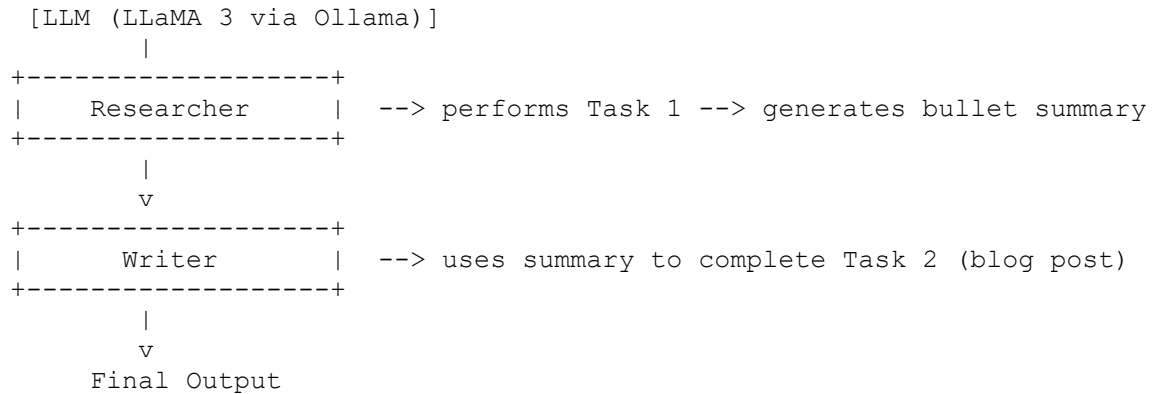 [LLM (LLaMA 3 via Ollama)]
|
+-------------------+
|     Researcher     |  --> performs Task 1 --> generates bullet summary
+-------------------+
|
v
+-------------------+
|      Writer       |  --> uses summary to complete Task 2 (blog post)
+-------------------+
|
v
Final Output